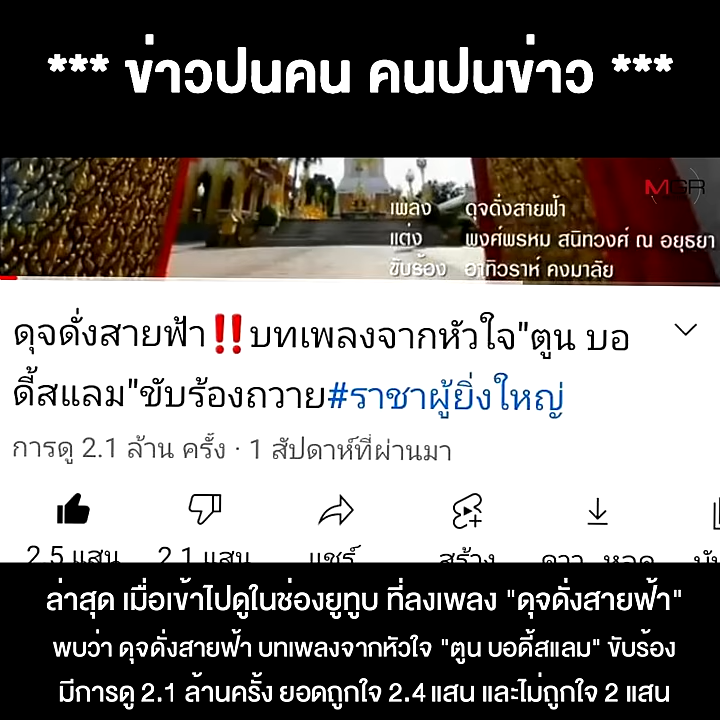 *** ข่าวปนคน คนปนข่าว ***
MGR
เพลง ดุจดั่งสายฟ้า
แต่ง พงศ์พรหม สนิทวงศ์ ณ อยุธยา
ขับร้อง อาทิวราห์ คงมาลัย
ดุจดั่งสายฟ้า‼️บทเพลงจากหัวใจ"ตูน บอ
ดี้สแลม"ขับร้องถวาย#ราชาผู้ยิ่งใหญ่
การดู 2.1 ล้าน ครั้ง · 1 สัปดาห์ที่ผ่านมา
2.5 แสน 2.1 แสน แชร์ สร้าง ดาวน์โหลด
ล่าสุด เมื่อเข้าไปดูในช่องยูทูบ ที่ลงเพลง "ดุจดั่งสายฟ้า"
พบว่า ดุจดั่งสายฟ้า บทเพลงจากหัวใจ "ตูน บอดี้สแลม" ขับร้อง
มีการดู 2.1 ล้านครั้ง ยอดถูกใจ 2.4 แสน และไม่ถูกใจ 2 แสน